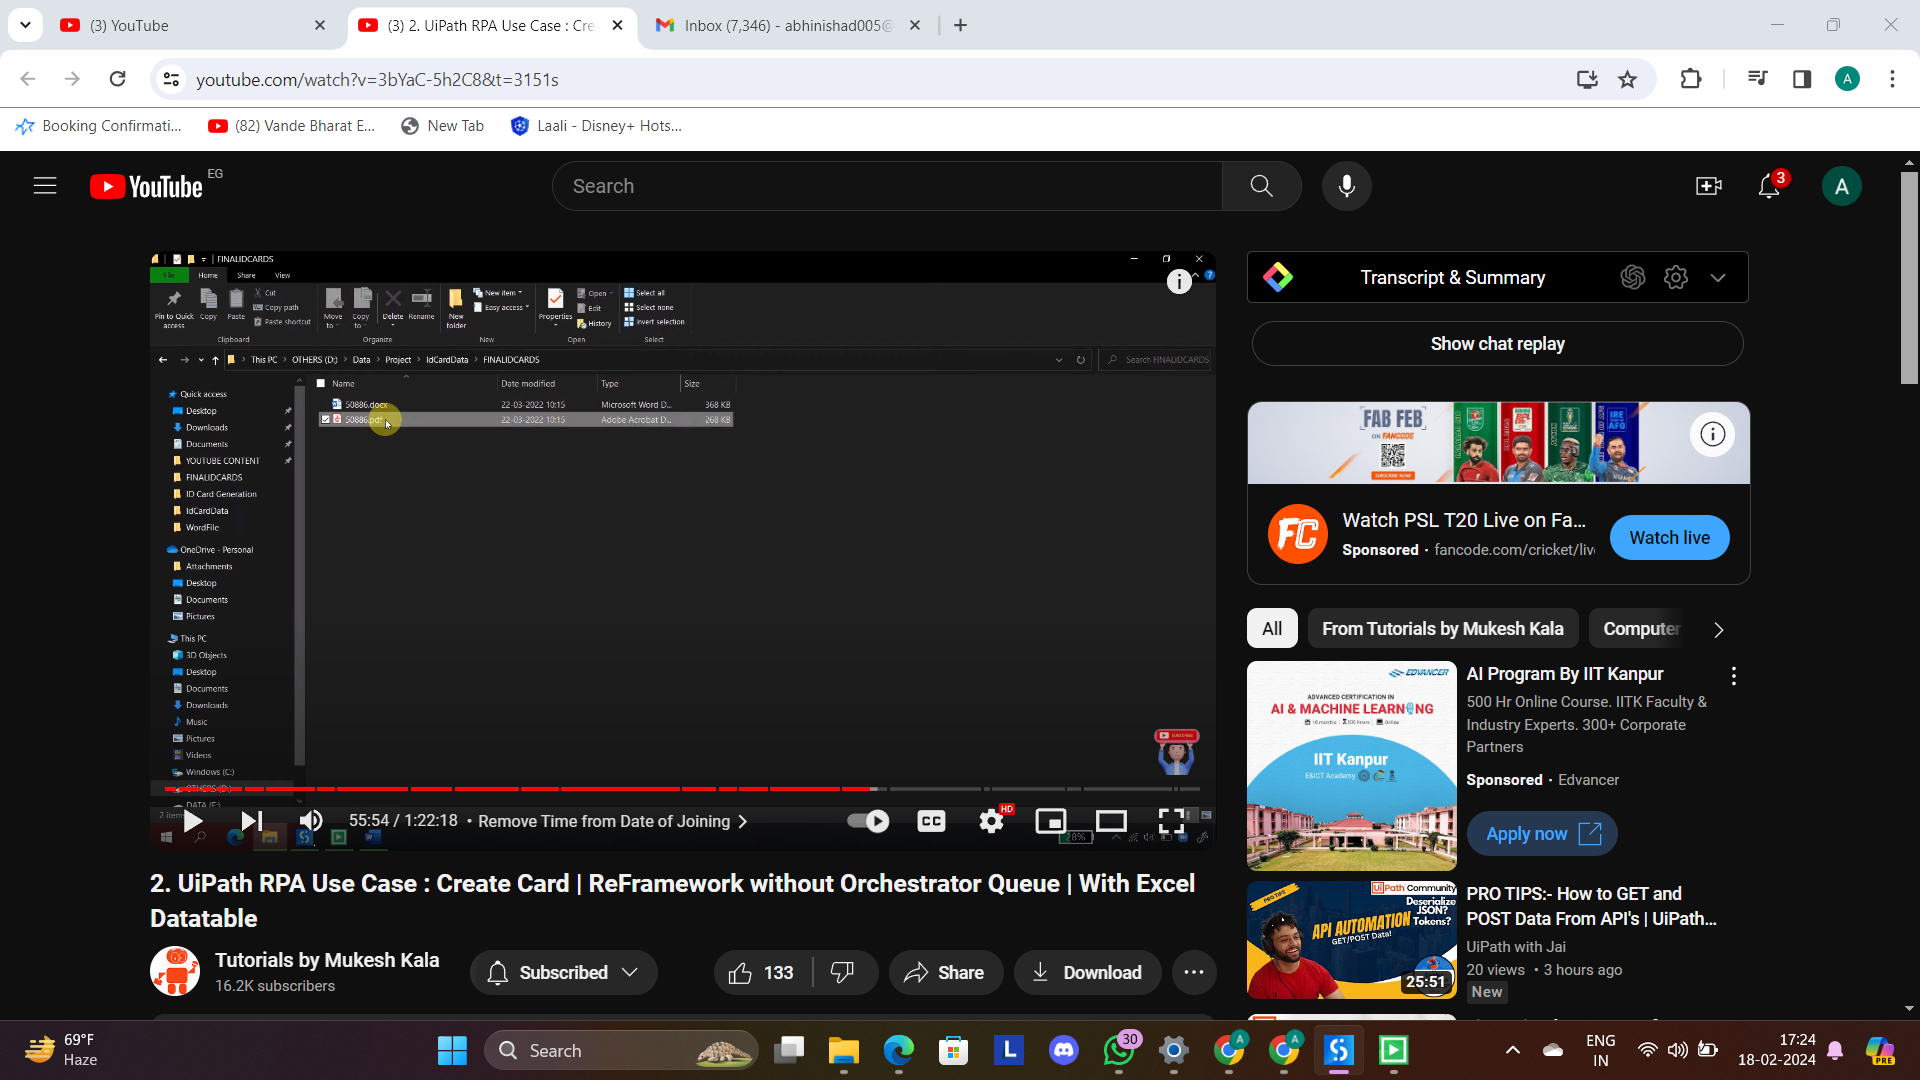 (3) YouTube
(3) 2. UiPath RPA Use Case : Cre
Inbox (7,346) - abhinishad005@
youtube.com/watch?v=3bYaC-5h2C8&t=3151s
A
Booking Confirmati...
(82) Vande Bharat E...
New Tab
Laali - Disney+ Hots...
YouTube EG
Search
3
A
FINALIDCARDS
File Home Share View
Pin to Quick access
Copy
Paste
Cut
Copy path
Paste shortcut
Move to
Copy to
Delete
Rename
New folder
New item
Easy access
Properties
Open
Edit
History
Select all
Select none
Invert selection
Clipboard Organize New Open Select
This PC > OTHERS (D:) > Data > Project > IdCardData > FINALIDCARDS
Search FINALIDCARDS
Name Date modified Type Size
50886.docx 22-03-2022 10:15 Microsoft Word D... 368 KB
50886.pdf 22-03-2022 10:15 Adobe Acrobat D... 268 KB
Quick access
Desktop
Downloads
Documents
YOUTUBE CONTENT
FINALIDCARDS
ID Card Generation
IdCardData
WordFile
OneDrive - Personal
Attachments
Desktop
Documents
Pictures
This PC
3D Objects
Desktop
Documents
Downloads
Music
Pictures
Videos
Windows (C:)
OTHERS (D:)
DATA (E:)
SUBSCRIBE
55:54 / 1:22:18 • Remove Time from Date of Joining >
CC
HD
28%
2. UiPath RPA Use Case : Create Card | ReFramework without Orchestrator Queue | With Excel
Datatable
Tutorials by Mukesh Kala
16.2K subscribers
Subscribed
133
Share
Download
Transcript & Summary
Show chat replay
FAB FEB
ON FANCODE
SUBSCRIBE NOW
FC
Watch PSL T20 Live on Fa...
Sponsored · fancode.com/cricket/liv
Watch live
All
From Tutorials by Mukesh Kala
Computer
EDVANCER
ADVANCED CERTIFICATION IN
AI & MACHINE LEARNING
IIT Kanpur
E&ICT Academy
AI Program By IIT Kanpur
500 Hr Online Course. IITK Faculty &
Industry Experts. 300+ Corporate
Partners
Sponsored · Edvancer
Apply now
PRO TIPS
UiPath Community
Deserialize
JSON?
Tokens?
API AUTOMATION
GET/POST Data!
25:51
PRO TIPS:- How to GET and
POST Data From API's | UiPath...
UiPath with Jai
20 views • 3 hours ago
New
69°F
Haze
Search
L
30
A
A
ENG
IN
17:24
18-02-2024
PRE